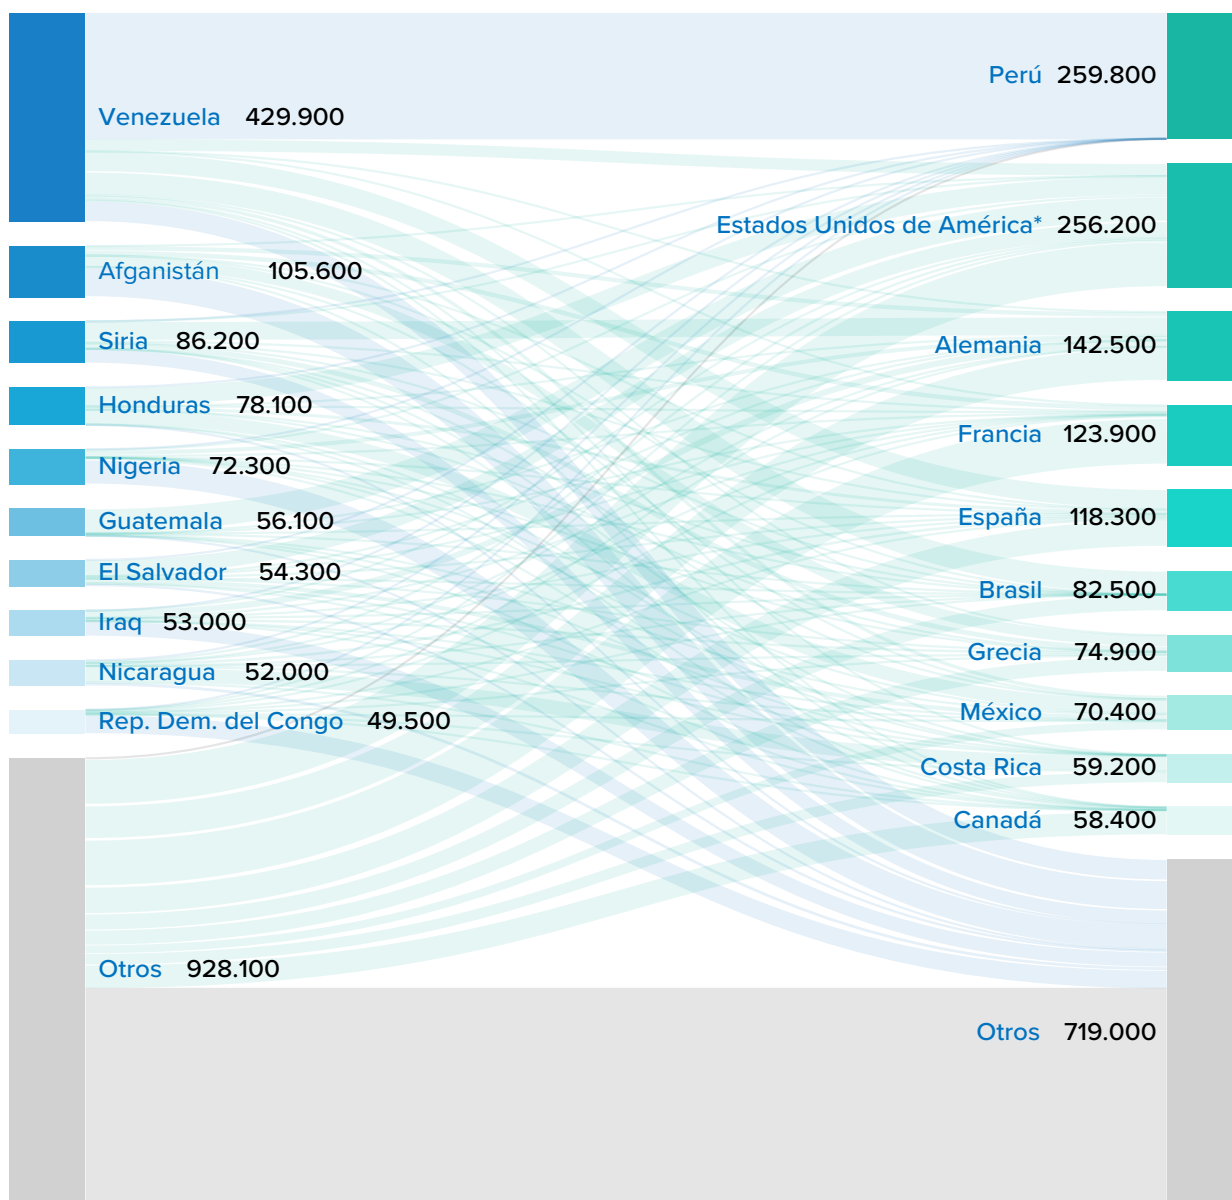 Venezuela 429.900
Afganistán 105.600
Siria 86.200
Honduras 78.100
Nigeria 72.300
Guatemala 56.100
El Salvador 54.300
Iraq 53.000
Nicaragua 52.000
Rep. Dem. del Congo 49.500
Otros 928.100
Perú 259.800
Estados Unidos de América* 256.200
Alemania 142.500
Francia 123.900
España 118.300
Brasil 82.500
Grecia 74.900
México 70.400
Costa Rica 59.200
Canadá 58.400
Otros 719.000